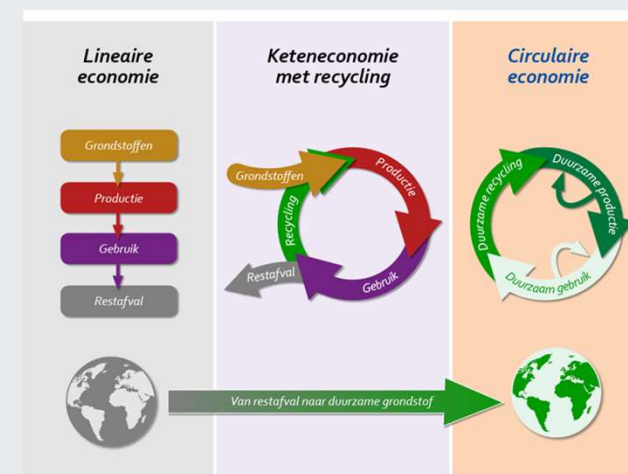 Lineaire
economie
Grondstoffen
Productie
Gebruik
Restafval
Keteneconomie
met recycling
Grondstoffen
Productie
Gebruik
Recycling
Restafval
Circulaire
economie
Duurzame productie
Duurzaam gebruik
Duurzame recycling
Van restafval naar duurzame grondstof